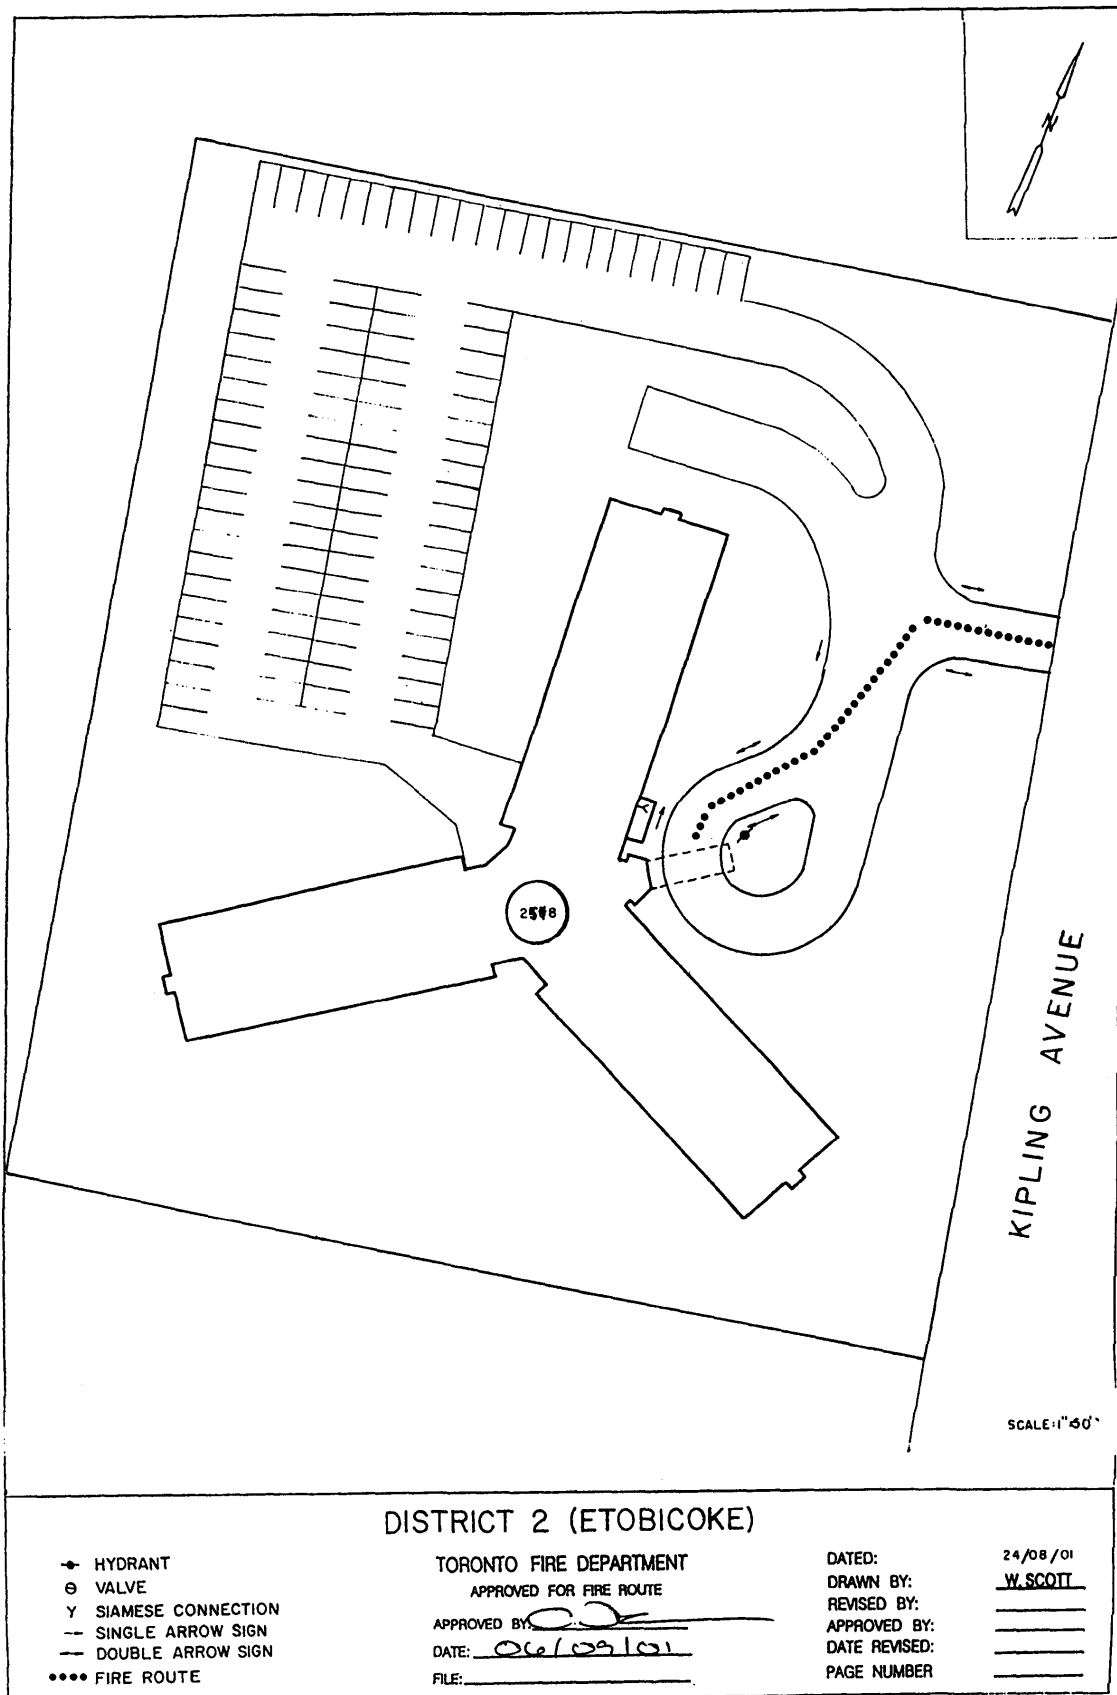 N
2518
KIPLING AVENUE
SCALE:1"=50'
DISTRICT 2 (ETOBICOKE)
HYDRANT
VALVE
Y SIAMESE CONNECTION
SINGLE ARROW SIGN
DOUBLE ARROW SIGN
FIRE ROUTE
TORONTO FIRE DEPARTMENT
APPROVED FOR FIRE ROUTE
APPROVED BY:
DATE: 06/09/01
FILE:
DATED: 24/08/01
DRAWN BY: W. SCOTT
REVISED BY:
APPROVED BY:
DATE REVISED:
PAGE NUMBER